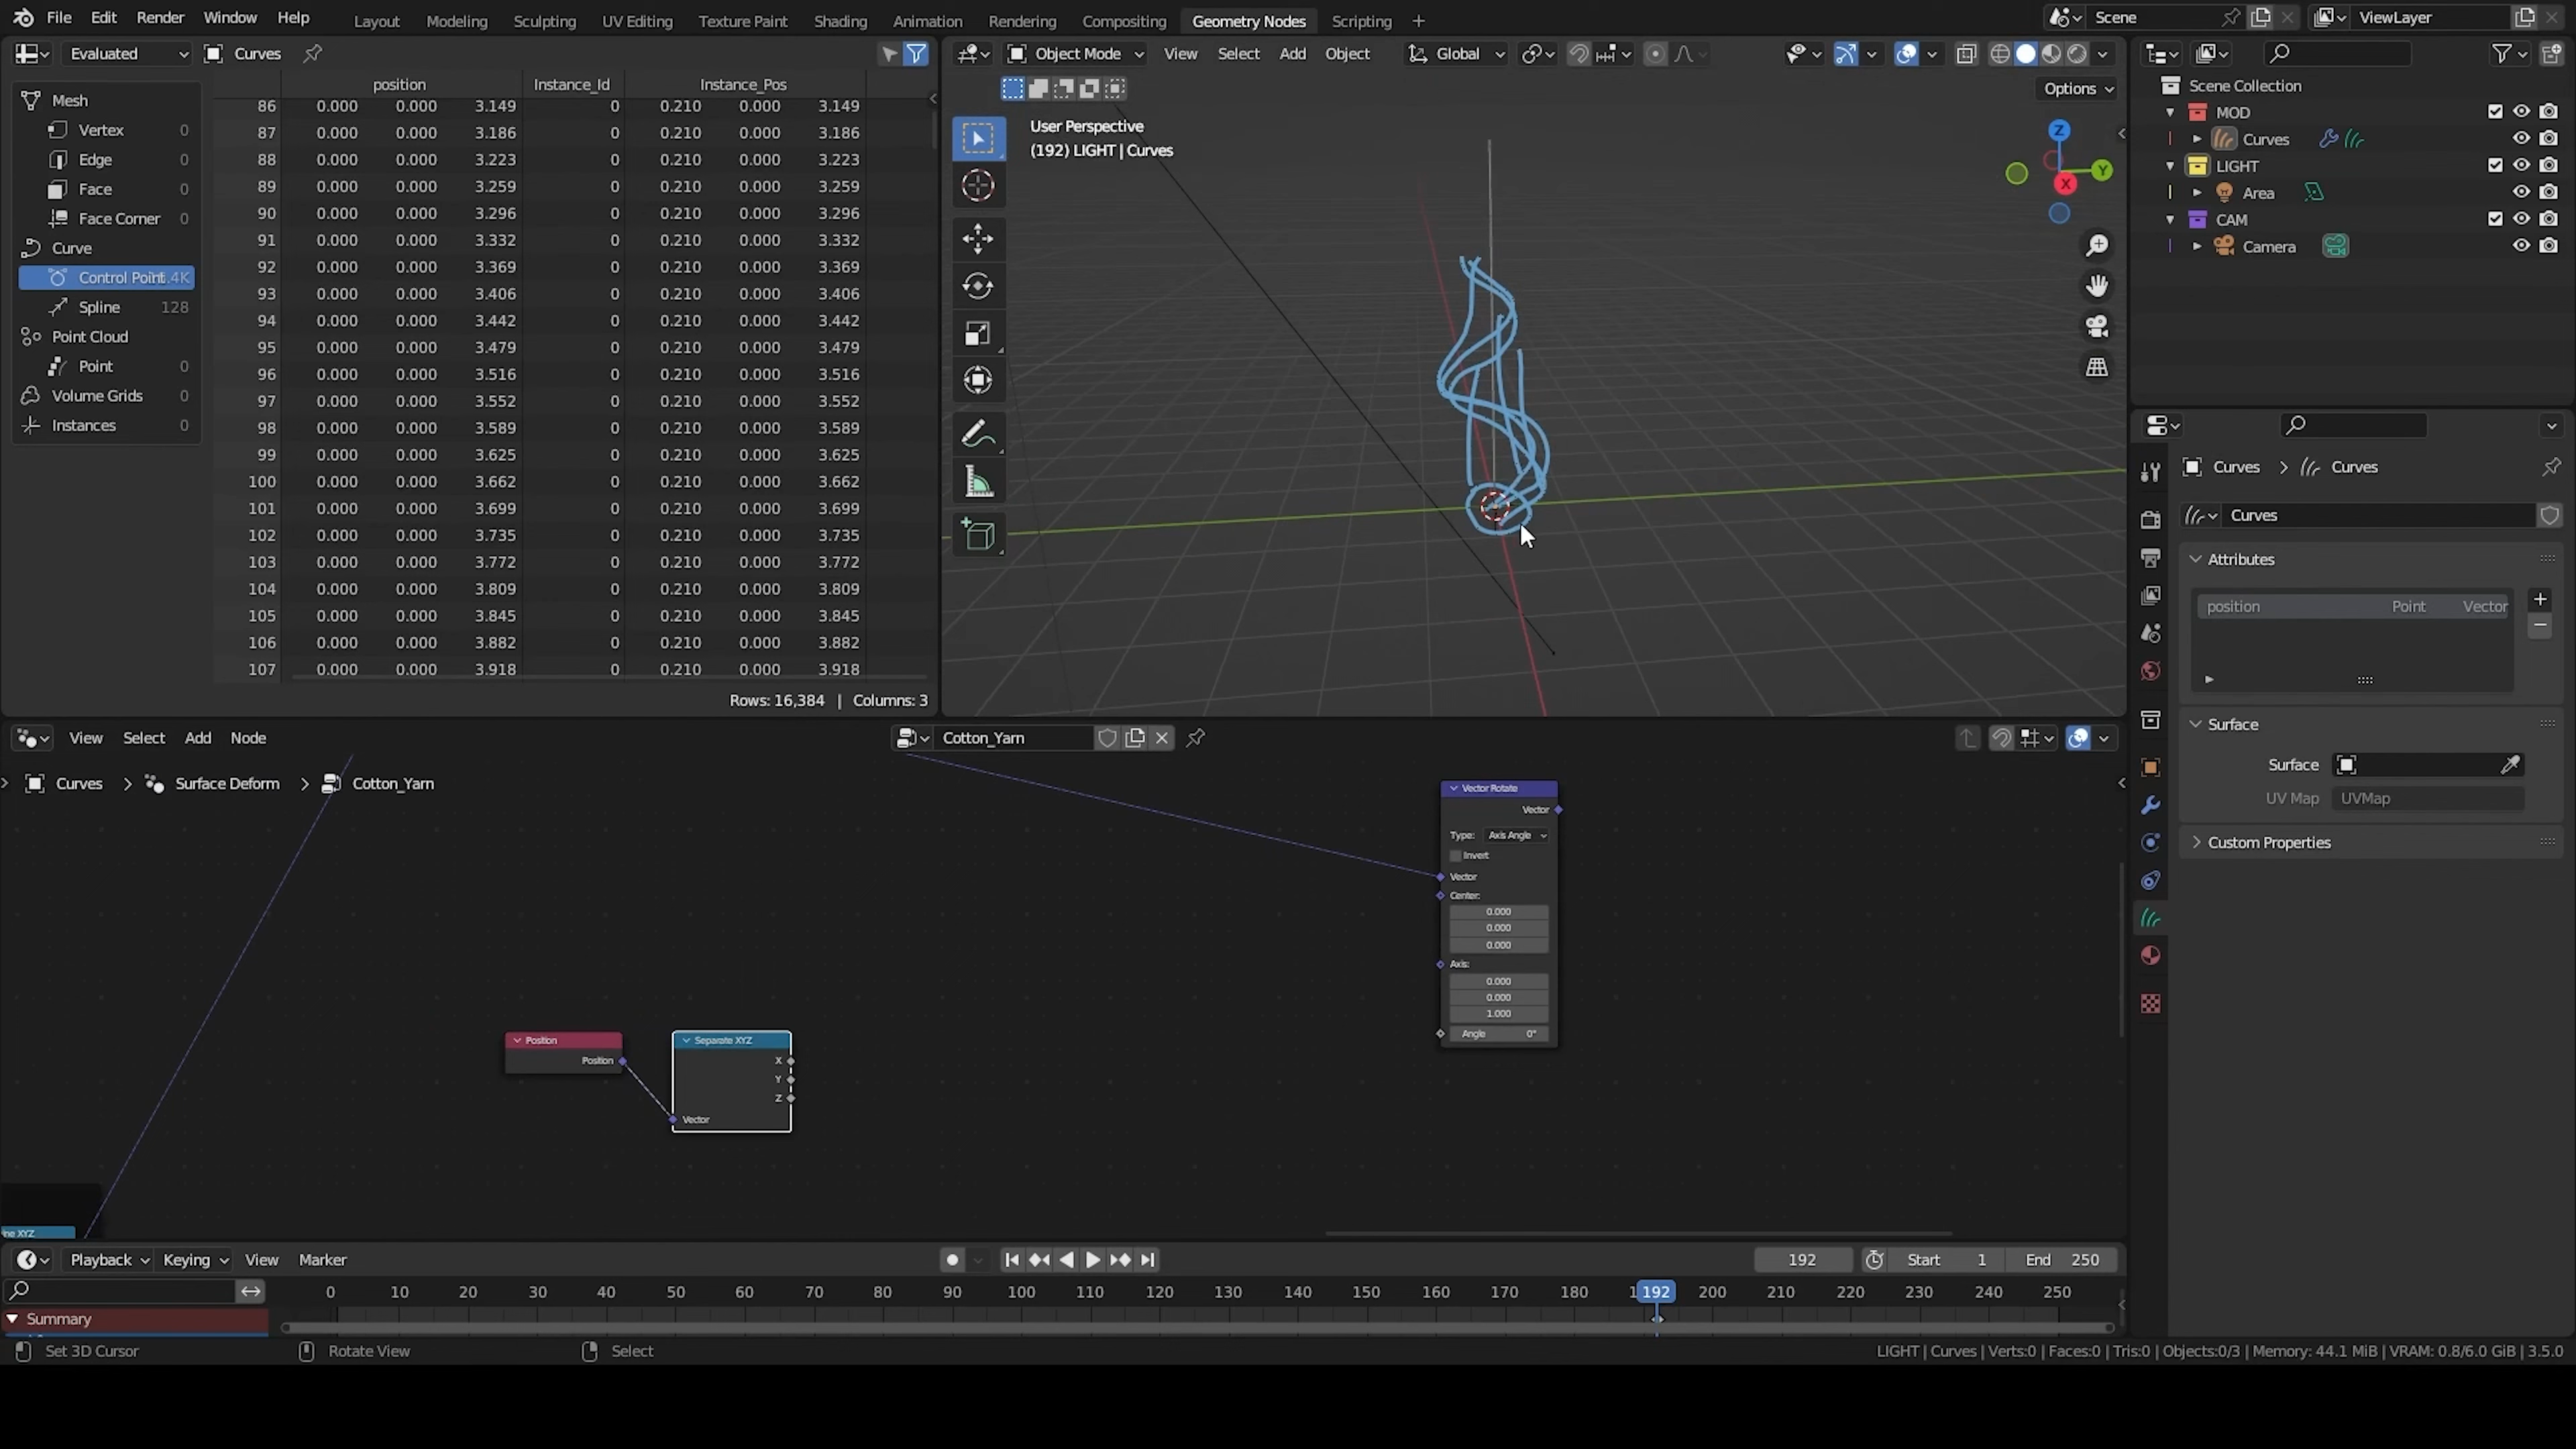 File Edit Render Window Help Layout Modeling Sculpting UV Editing Texture Paint Shading Animation Rendering Compositing Geometry Nodes Scripting + Scene ViewLayer
Evaluated Curves Object Mode View Select Add Object Global
position Instance_Id Instance_Pos Options
Mesh
Vertex 0
Edge 0
Face 0
Face Corner 0
Curve
Control Point
Spline 128
Point Cloud
Point 0
Volume Grids 0
Instances 0
86 0.000 0.000 3.149 0 0.210 0.000 3.149
87 0.000 0.000 3.186 0 0.210 0.000 3.186
88 0.000 0.000 3.223 0 0.210 0.000 3.223
89 0.000 0.000 3.259 0 0.210 0.000 3.259
90 0.000 0.000 3.296 0 0.210 0.000 3.296
91 0.000 0.000 3.332 0 0.210 0.000 3.332
92 0.000 0.000 3.369 0 0.210 0.000 3.369
93 0.000 0.000 3.406 0 0.210 0.000 3.406
94 0.000 0.000 3.442 0 0.210 0.000 3.442
95 0.000 0.000 3.479 0 0.210 0.000 3.479
96 0.000 0.000 3.516 0 0.210 0.000 3.516
97 0.000 0.000 3.552 0 0.210 0.000 3.552
98 0.000 0.000 3.589 0 0.210 0.000 3.589
99 0.000 0.000 3.625 0 0.210 0.000 3.625
100 0.000 0.000 3.662 0 0.210 0.000 3.662
101 0.000 0.000 3.699 0 0.210 0.000 3.699
102 0.000 0.000 3.735 0 0.210 0.000 3.735
103 0.000 0.000 3.772 0 0.210 0.000 3.772
104 0.000 0.000 3.809 0 0.210 0.000 3.809
105 0.000 0.000 3.845 0 0.210 0.000 3.845
106 0.000 0.000 3.882 0 0.210 0.000 3.882
107 0.000 0.000 3.918 0 0.210 0.000 3.918
Rows: 16,384 | Columns: 3
User Perspective
(192) LIGHT | Curves
Z
Y
X
Scene Collection
MOD
Curves
LIGHT
Area
CAM
Camera
Curves > Curves
Curves
Attributes
position Point Vector
Surface
Surface
UV Map UVMap
Custom Properties
View Select Add Node Cotton_Yarn
Curves > Surface Deform > Cotton_Yarn
Vector Rotate
Vector
Type: Axis Angle
Invert
Vector
Center:
0.000
0.000
0.000
Axis:
0.000
0.000
1.000
Angle 0°
Position
Position
Separate XYZ
X
Y
Z
Vector
ne XYZ
Playback Keying View Marker 192 Start 1 End 250
0 10 20 30 40 50 60 70 80 90 100 110 120 130 140 150 160 170 180 192 200 210 220 230 240 250
Summary
Set 3D Cursor Rotate View Select LIGHT | Curves | Verts:0 | Faces:0 | Tris:0 | Objects:0/3 | Memory: 44.1 MiB | VRAM: 0.8/6.0 GiB | 3.5.0